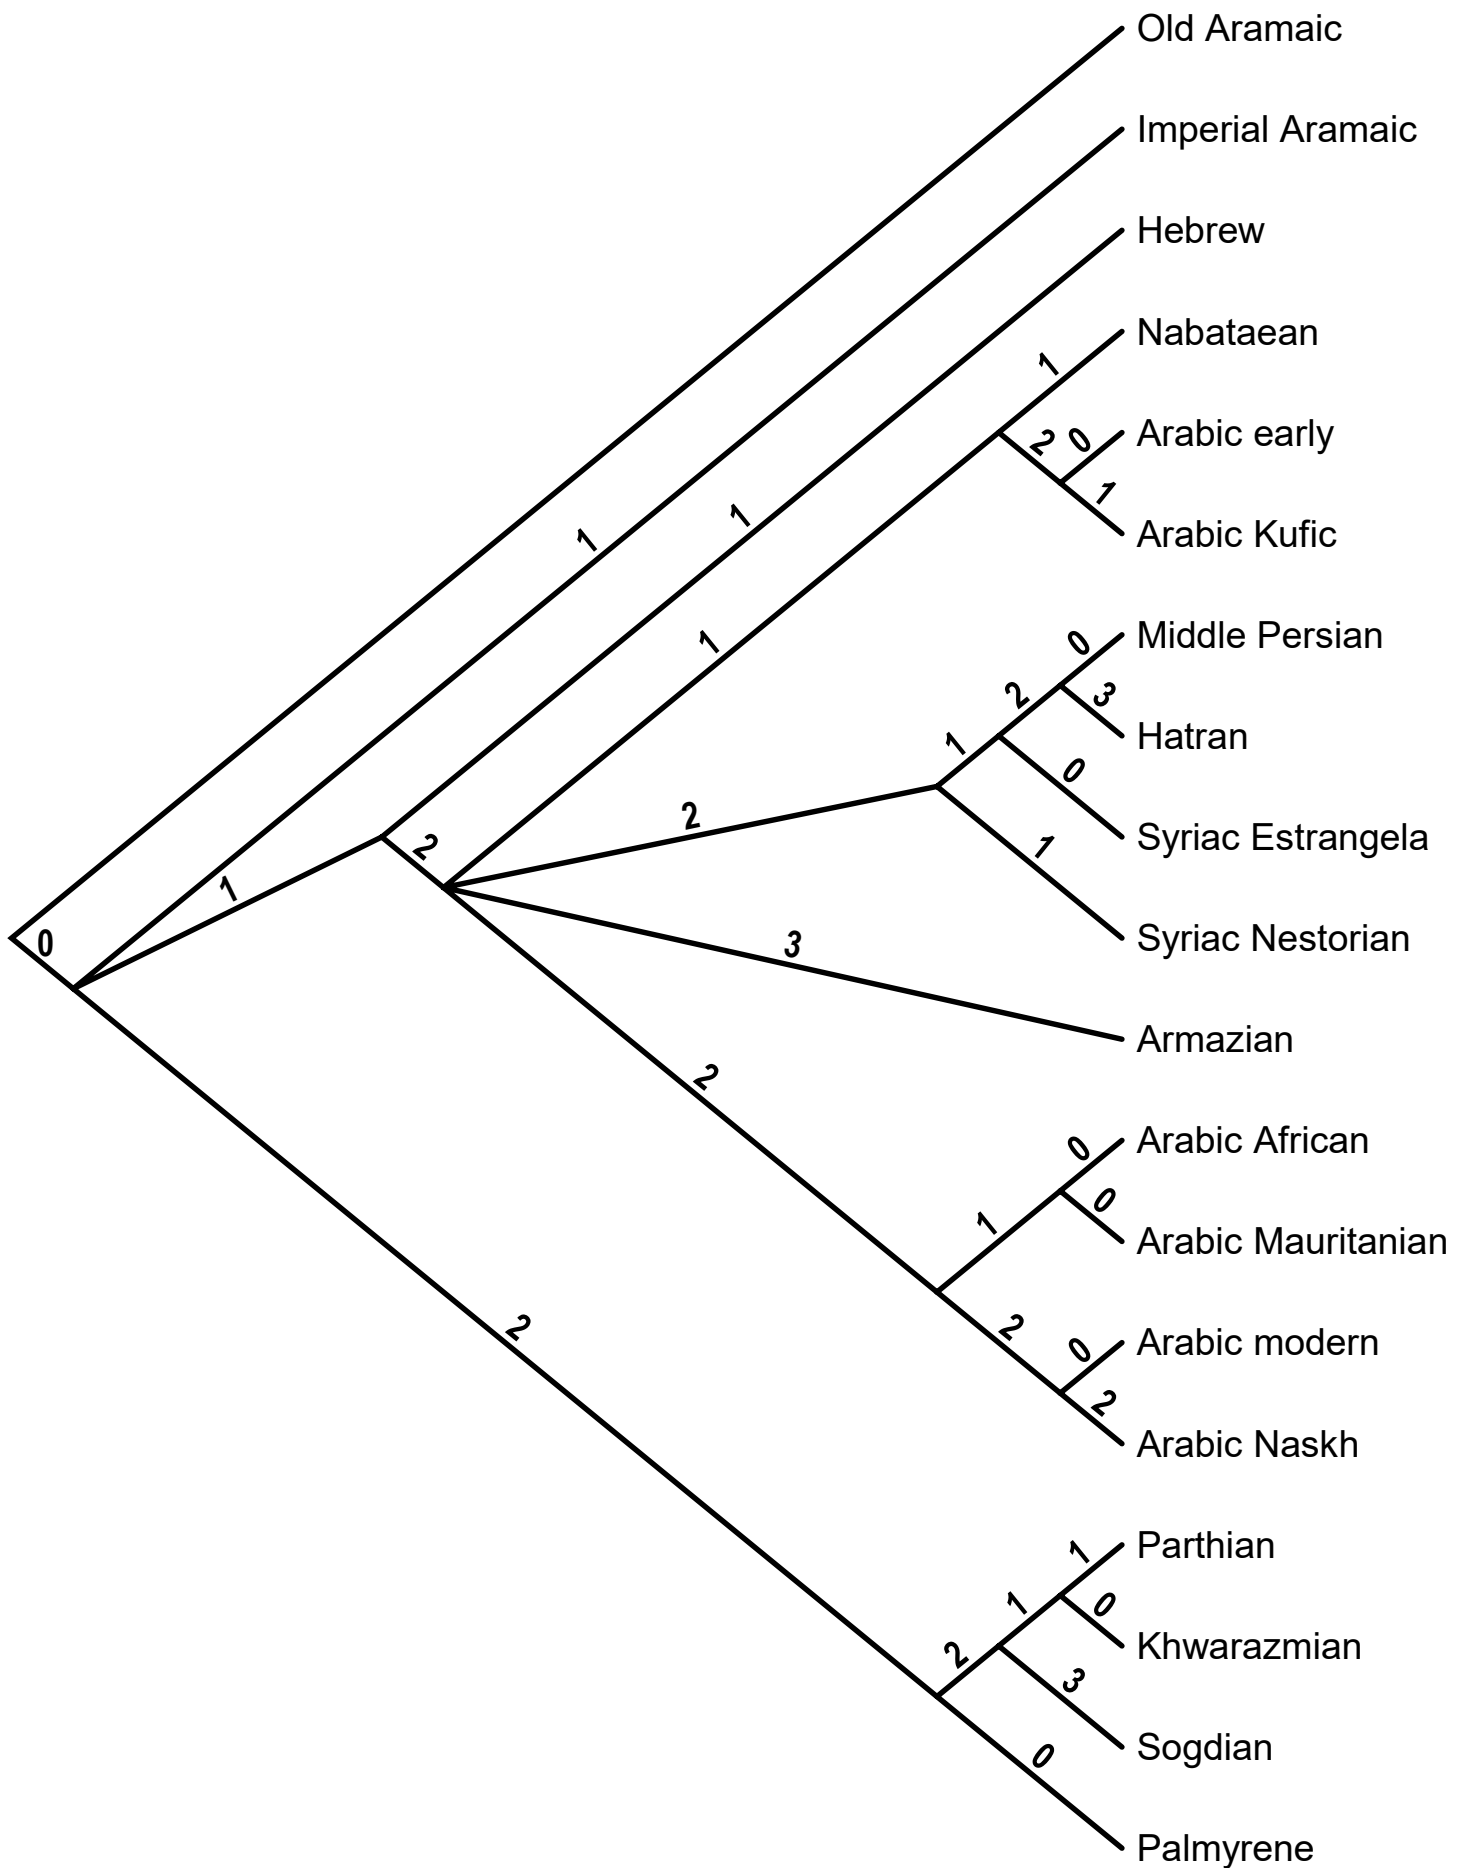 Old Aramaic
Imperial Aramaic
Hebrew
Nabataean
1
Arabic early
2 0
1
Arabic Kufic
1
1
Middle Persian
0
1
2
3
Hatran
1
0
Syriac Estrangela
2
2
1
1
Syriac Nestorian
0
3
Armazian
2
Arabic African
0
0
1
Arabic Mauritanian
2
2
0
Arabic modern
2
Arabic Naskh
Parthian
1
1
0
Khwarazmian
2
3
Sogdian
0
Palmyrene